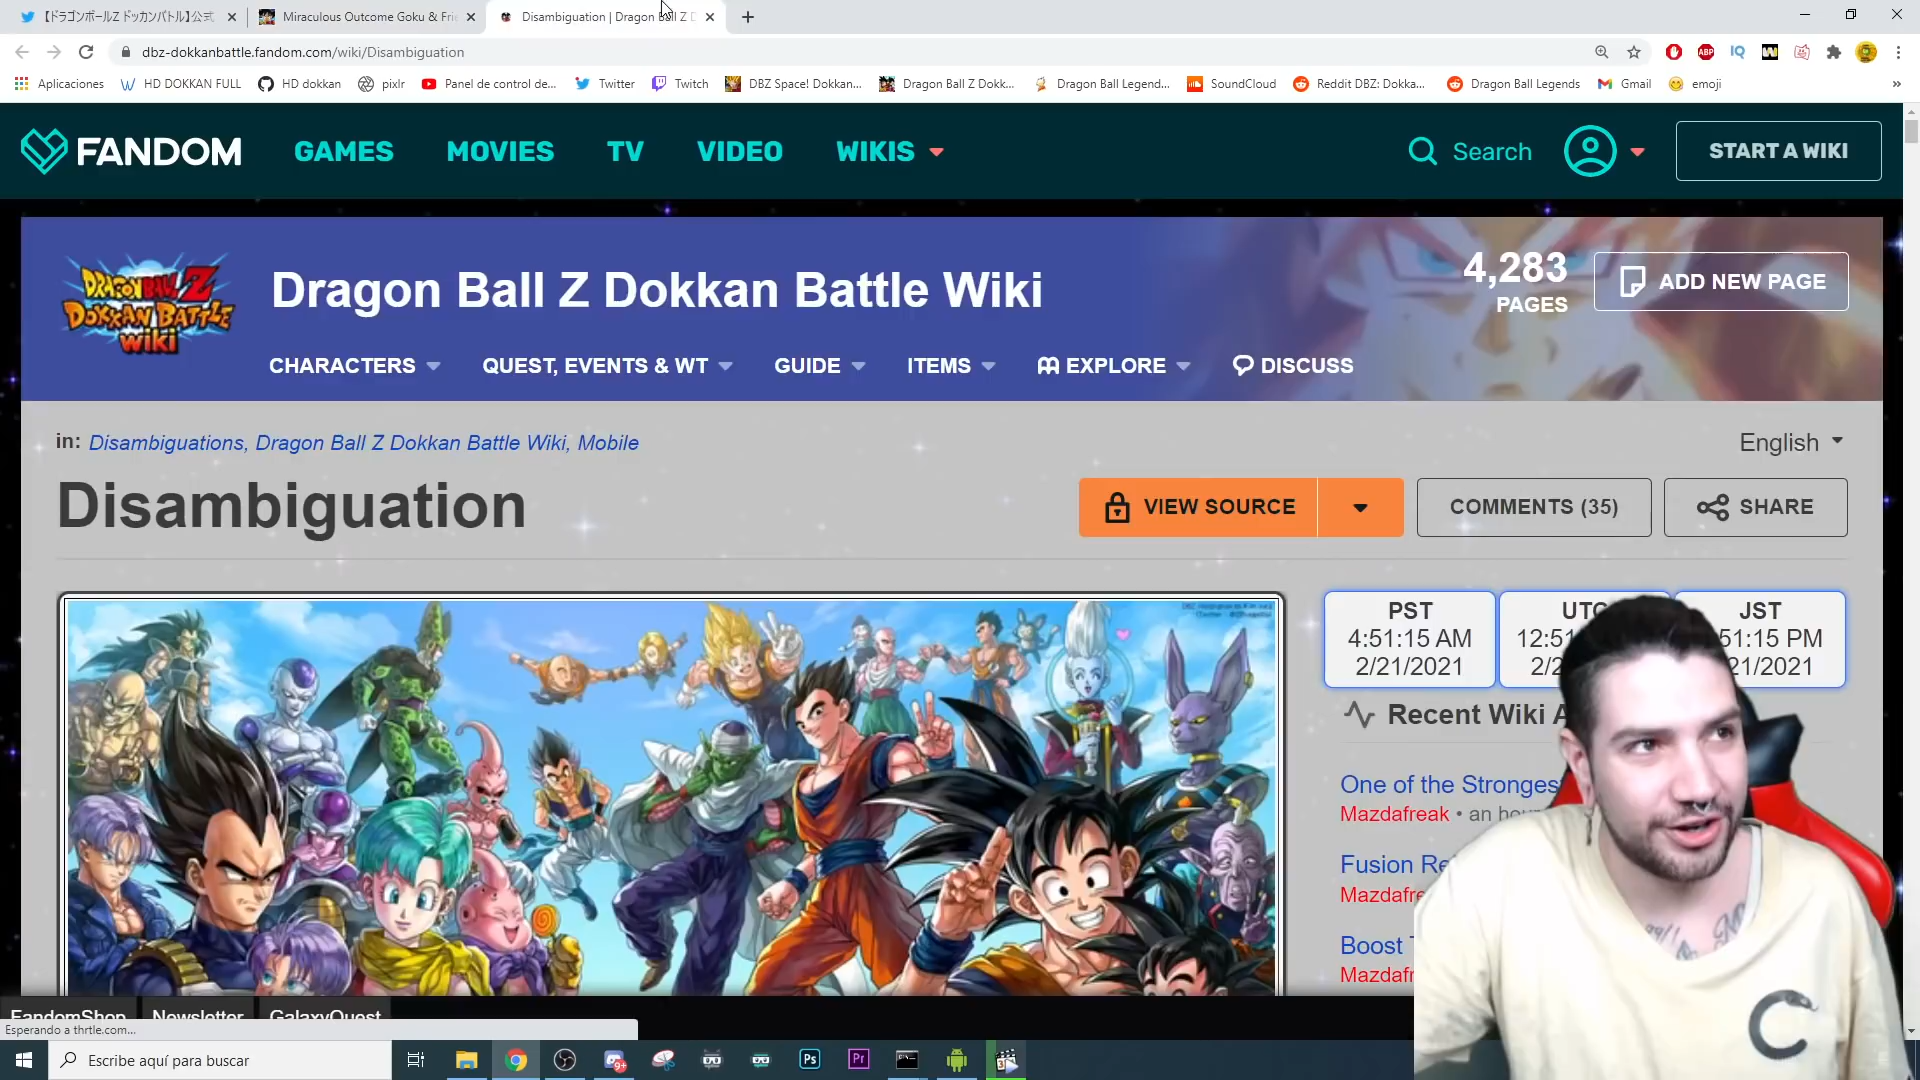 【ドラゴンボールZ ドッカンバトル】公式
Miraculous Outcome Goku & Frie
Disambiguation | Dragon Ball Z D
dbz-dokkanbattle.fandom.com/wiki/Disambiguation
Aplicaciones
HD DOKKAN FULL
HD dokkan
pixlr
Panel de control de...
Twitter
Twitch
DBZ Space! Dokkan...
Dragon Ball Z Dokk...
Dragon Ball Legend...
SoundCloud
Reddit DBZ: Dokka...
Dragon Ball Legends
Gmail
emoji
»
FANDOM
GAMES
MOVIES
TV
VIDEO
WIKIS
Search
START A WIKI
DRAGON BALL Z
DOKKAN BATTLE
wiki
Dragon Ball Z Dokkan Battle Wiki
4,283
PAGES
ADD NEW PAGE
CHARACTERS
QUEST, EVENTS & WT
GUIDE
ITEMS
EXPLORE
DISCUSS
in: Disambiguations, Dragon Ball Z Dokkan Battle Wiki, Mobile
English
Disambiguation
VIEW SOURCE
COMMENTS (35)
SHARE
PST
4:51:15 AM
2/21/2021
UTC
12:51
2/2
JST
51:15 PM
21/2021
Recent Wiki A
One of the Stronges
Mazdafreak • an hour
Fusion Re
Mazdafre
Boost T
Mazdafr
FandomShop
Newsletter
GalaxyQuest
Esperando a thrtle.com...
Escribe aquí para buscar